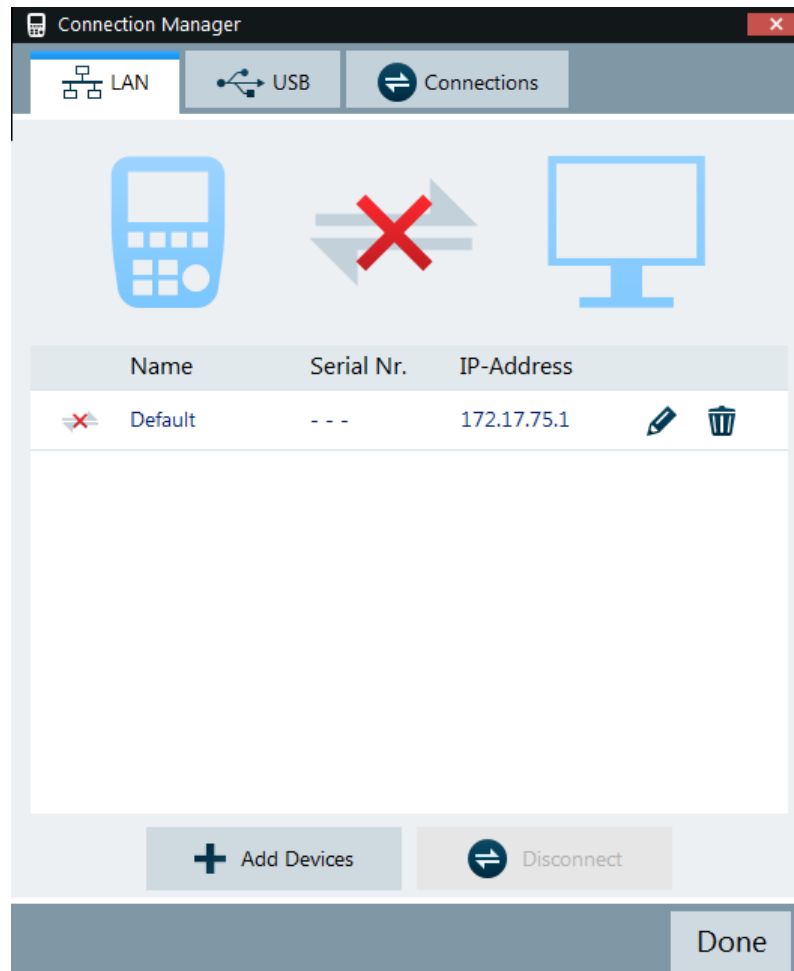 Connection Manager
LAN USB Connections
Name Serial Nr. IP-Address
Default - - - 172.17.75.1
Add Devices Disconnect
Done